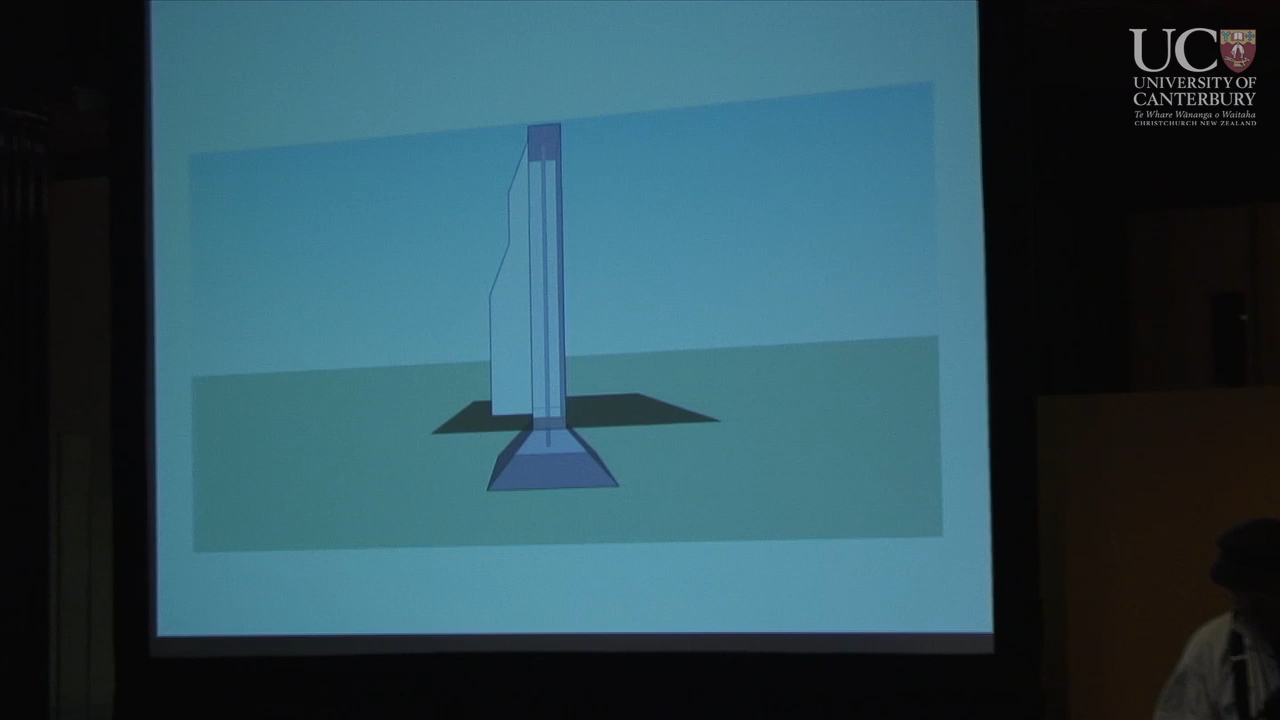 UC
UNIVERSITY OF
CANTERBURY
Te Whare Wānanga o Waitaha
CHRISTCHURCH NEW ZEALAND